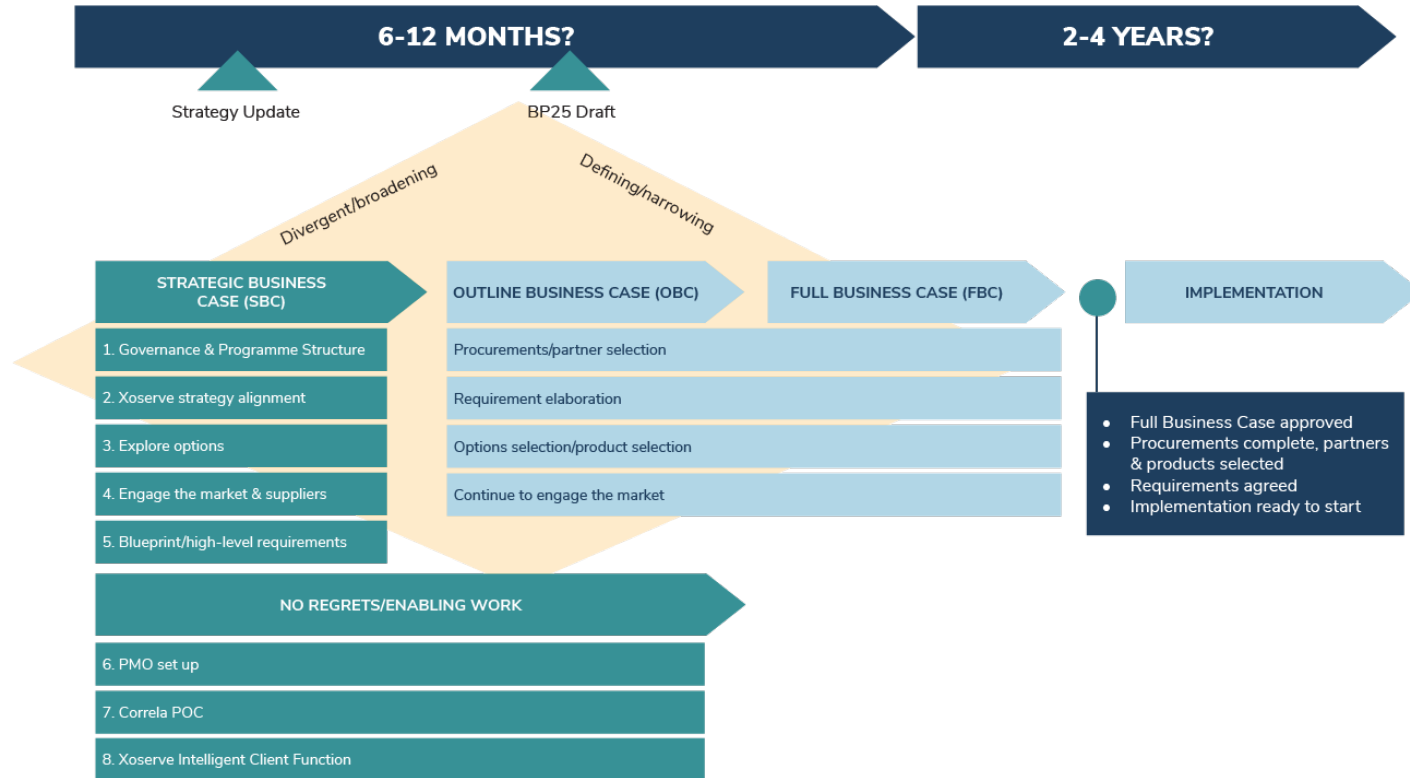 6-12 MONTHS?
2-4 YEARS?
Strategy Update
BP25 Draft
Divergent/broadening
Defining/narrowing
STRATEGIC BUSINESS
CASE (SBC)
OUTLINE BUSINESS CASE (OBC)
FULL BUSINESS CASE (FBC)
IMPLEMENTATION
1. Governance & Programme Structure
2. Xoserve strategy alignment
3. Explore options
4. Engage the market & suppliers
5. Blueprint/high-level requirements
Procurements/partner selection
Requirement elaboration
Options selection/product selection
Continue to engage the market
● Full Business Case approved
● Procurements complete, partners
& products selected
● Requirements agreed
● Implementation ready to start
NO REGRETS/ENABLING WORK
6. PMO set up
7. Correla POC
8. Xoserve Intelligent Client Function